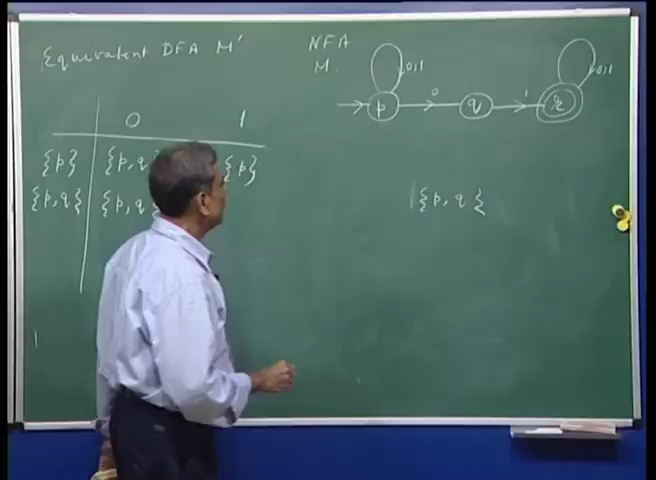 Equivalent DFA M'
NFA
M.
0,1
0,1
p
0
q
1
r
0
1
{p}
{p, q
{p}
{p, q}
{p, q
{p, q}